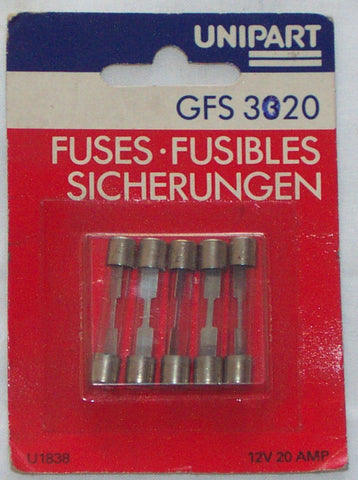 UNIPART
GFS 3020
FUSES · FUSIBLES
SICHERUNGEN
U1838
12V 20 AMP